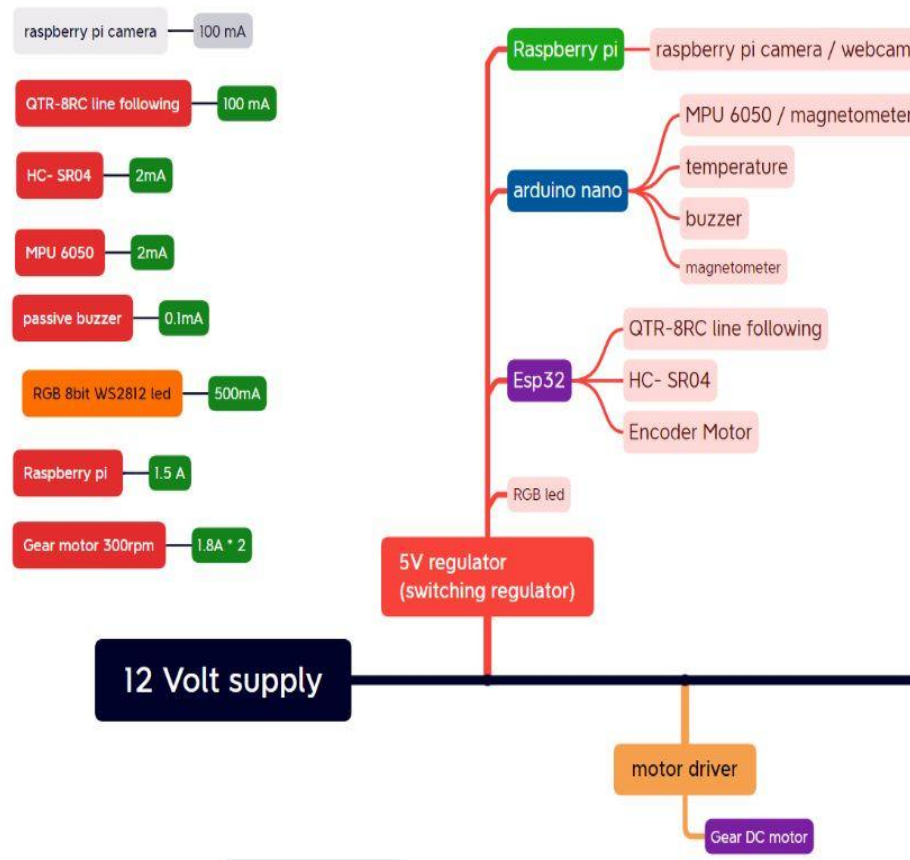 raspberry pi camera
100 mA
QTR-8RC line following
100 mA
HC- SR04
2mA
MPU 6050
2mA
passive buzzer
0.1mA
RGB 8bit WS2812 led
500mA
Raspberry pi
1.5 A
Gear motor 300rpm
1.8A * 2
Raspberry pi
raspberry pi camera / webcam
arduino nano
MPU 6050 / magnetometer
temperature
buzzer
magnetometer
Esp32
QTR-8RC line following
HC- SR04
Encoder Motor
RGB led
5V regulator
(switching regulator)
12 Volt supply
motor driver
Gear DC motor